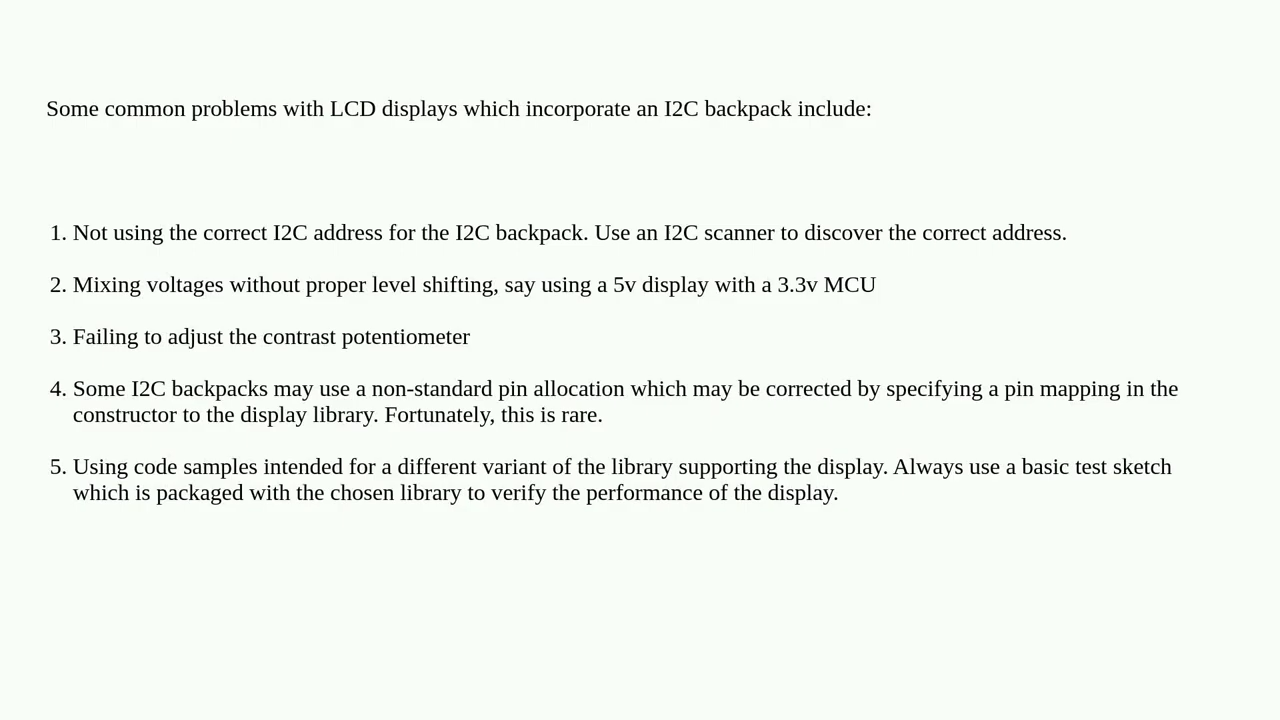 Some common problems with LCD displays which incorporate an I2C backpack include:
1. Not using the correct I2C address for the I2C backpack. Use an I2C scanner to discover the correct address.
2. Mixing voltages without proper level shifting, say using a 5v display with a 3.3v MCU
3. Failing to adjust the contrast potentiometer
4. Some I2C backpacks may use a non-standard pin allocation which may be corrected by specifying a pin mapping in the
constructor to the display library. Fortunately, this is rare.
5. Using code samples intended for a different variant of the library supporting the display. Always use a basic test sketch
which is packaged with the chosen library to verify the performance of the display.